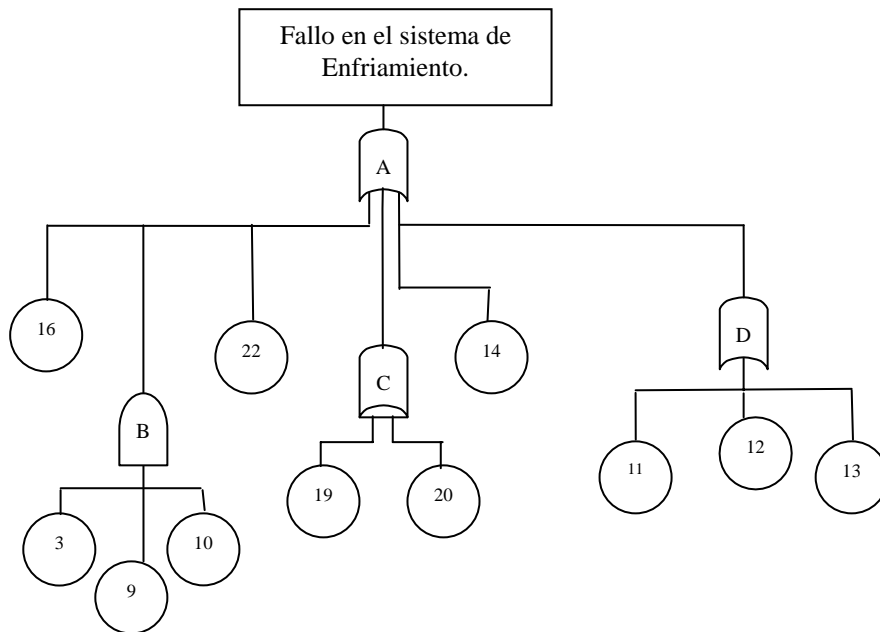 Fallo en el sistema de
Enfriamiento.
A
16
22
14
D
C
B
11
12
13
19
20
3
10
9